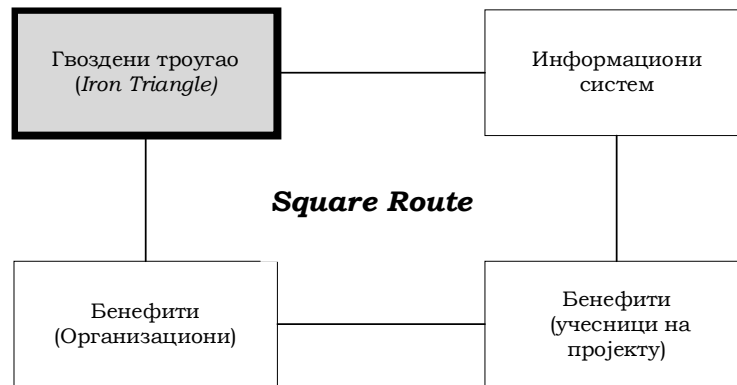 Гвоздени троугао
(Iron Triangle)
Информациони
систем
Square Route
Бенефити
(Организациони)
Бенефити
(учесници на
пројекту)